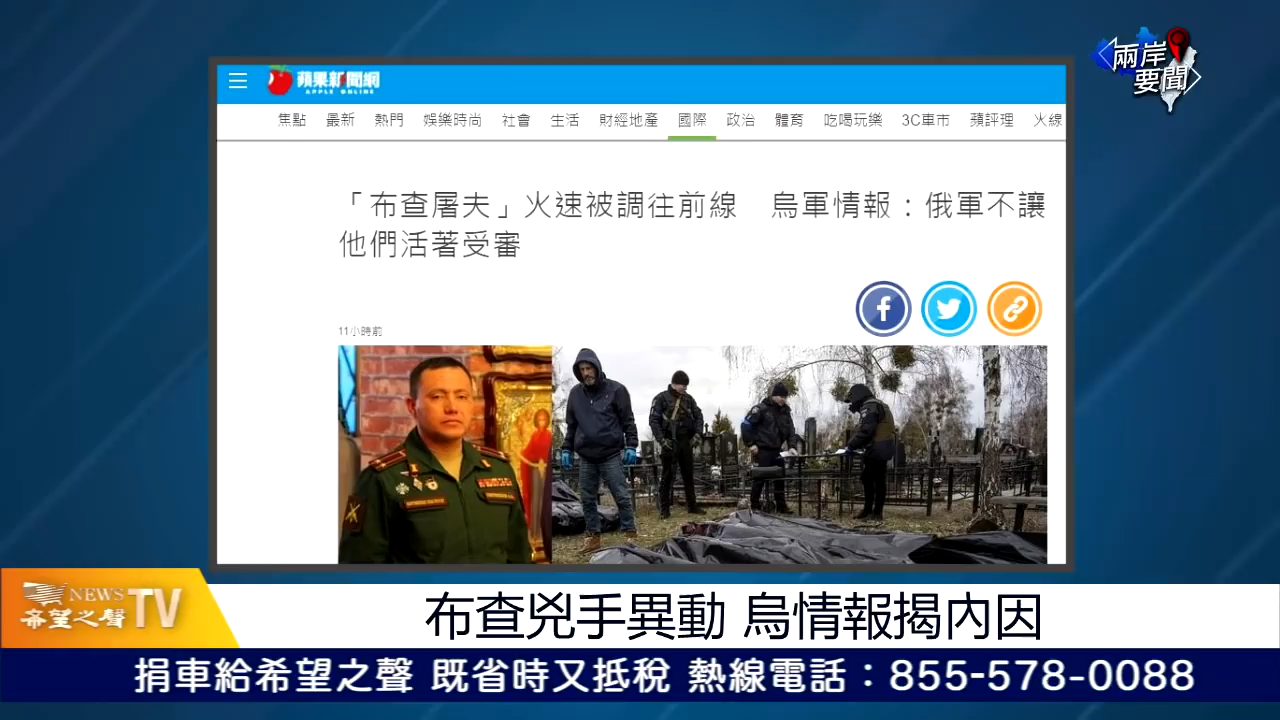 兩岸
要聞
蘋果新聞網
APPLE ONLINE
焦點 最新 熱門 娛樂時尚 社會 生活 財經地產 國際 政治 體育 吃喝玩樂 3C車市 蘋評理 火線
「布查屠夫」火速被調往前線 烏軍情報：俄軍不讓
他們活著受審
11小時前
NEWS
希望之聲
TV
布查兇手異動 烏情報揭內因
捐車給希望之聲 既省時又抵稅 熱線電話：855-578-0088